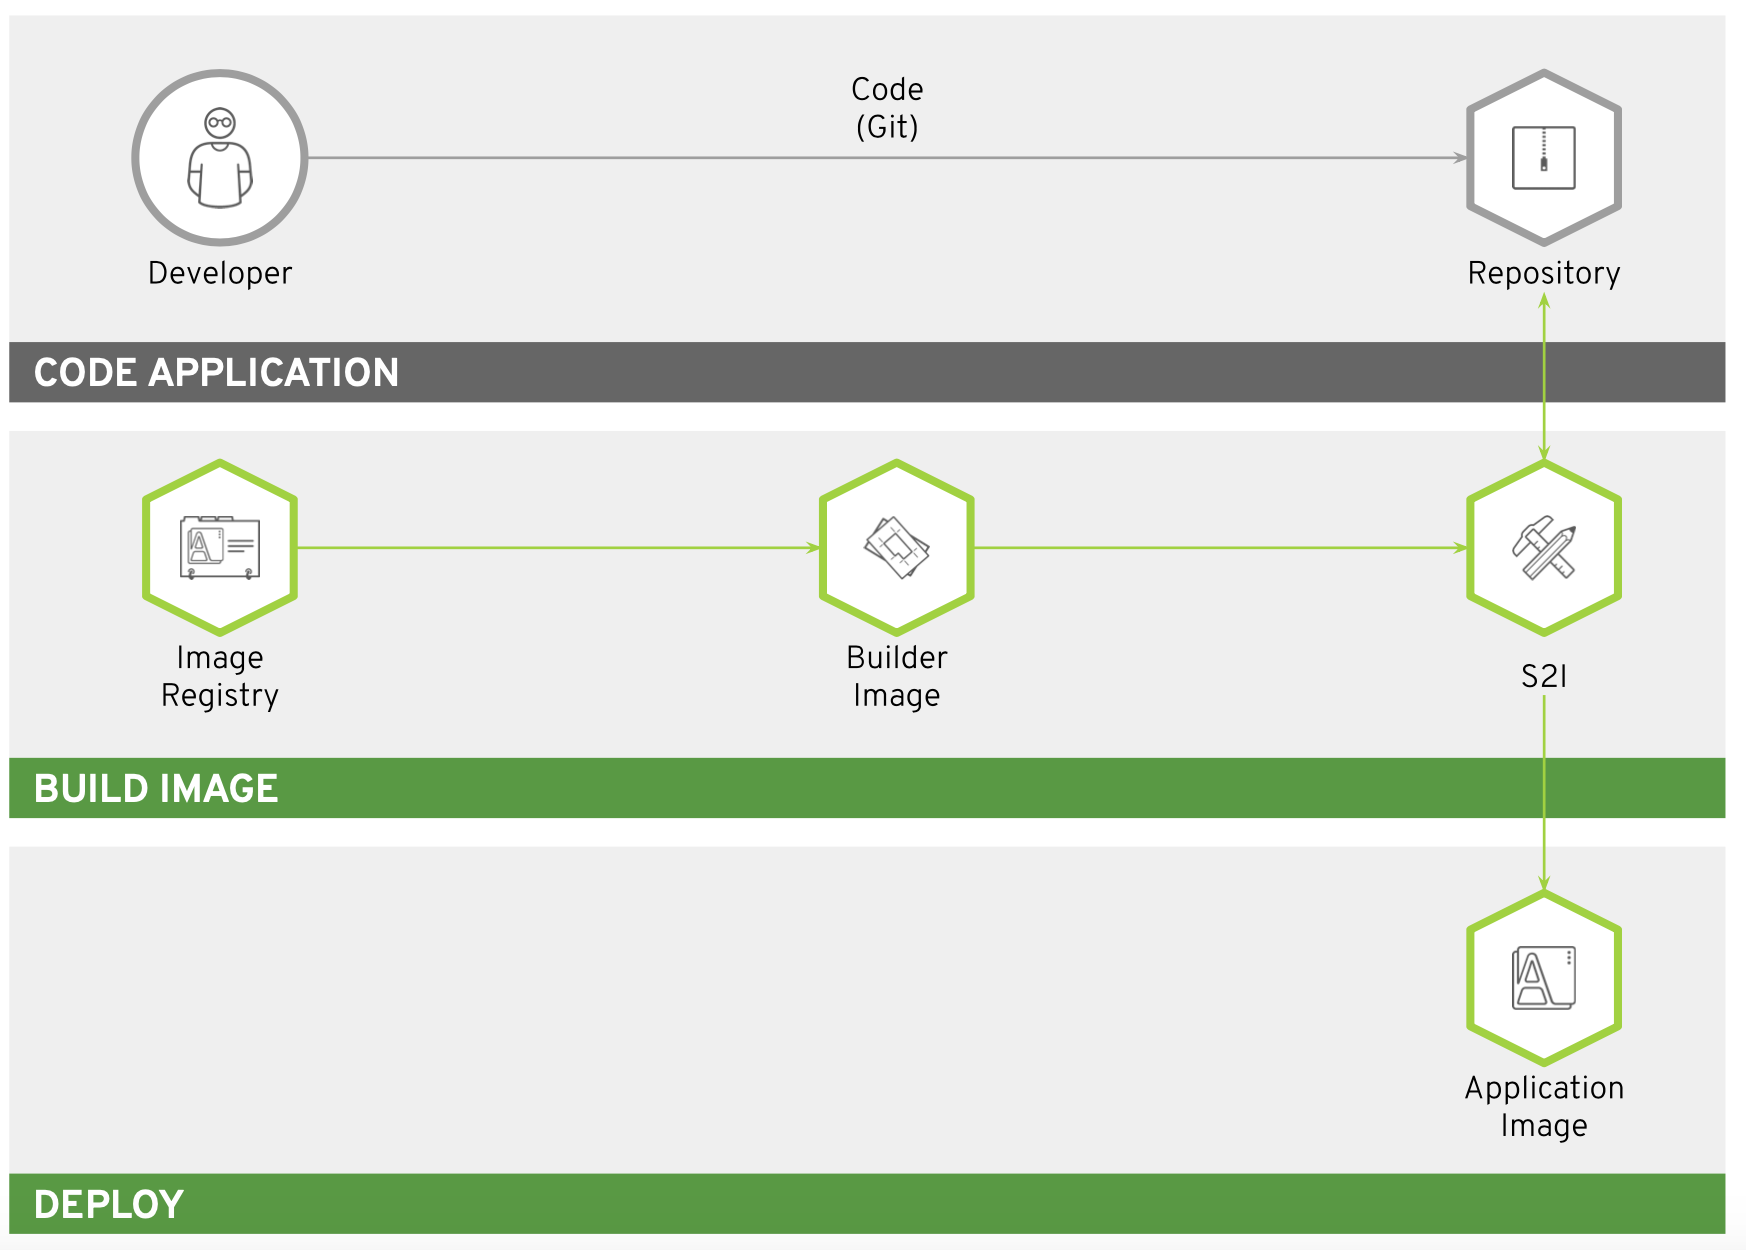 Code
(Git)
Developer
Repository
CODE APPLICATION
Image
Registry
Builder
Image
S2I
BUILD IMAGE
Application
Image
DEPLOY